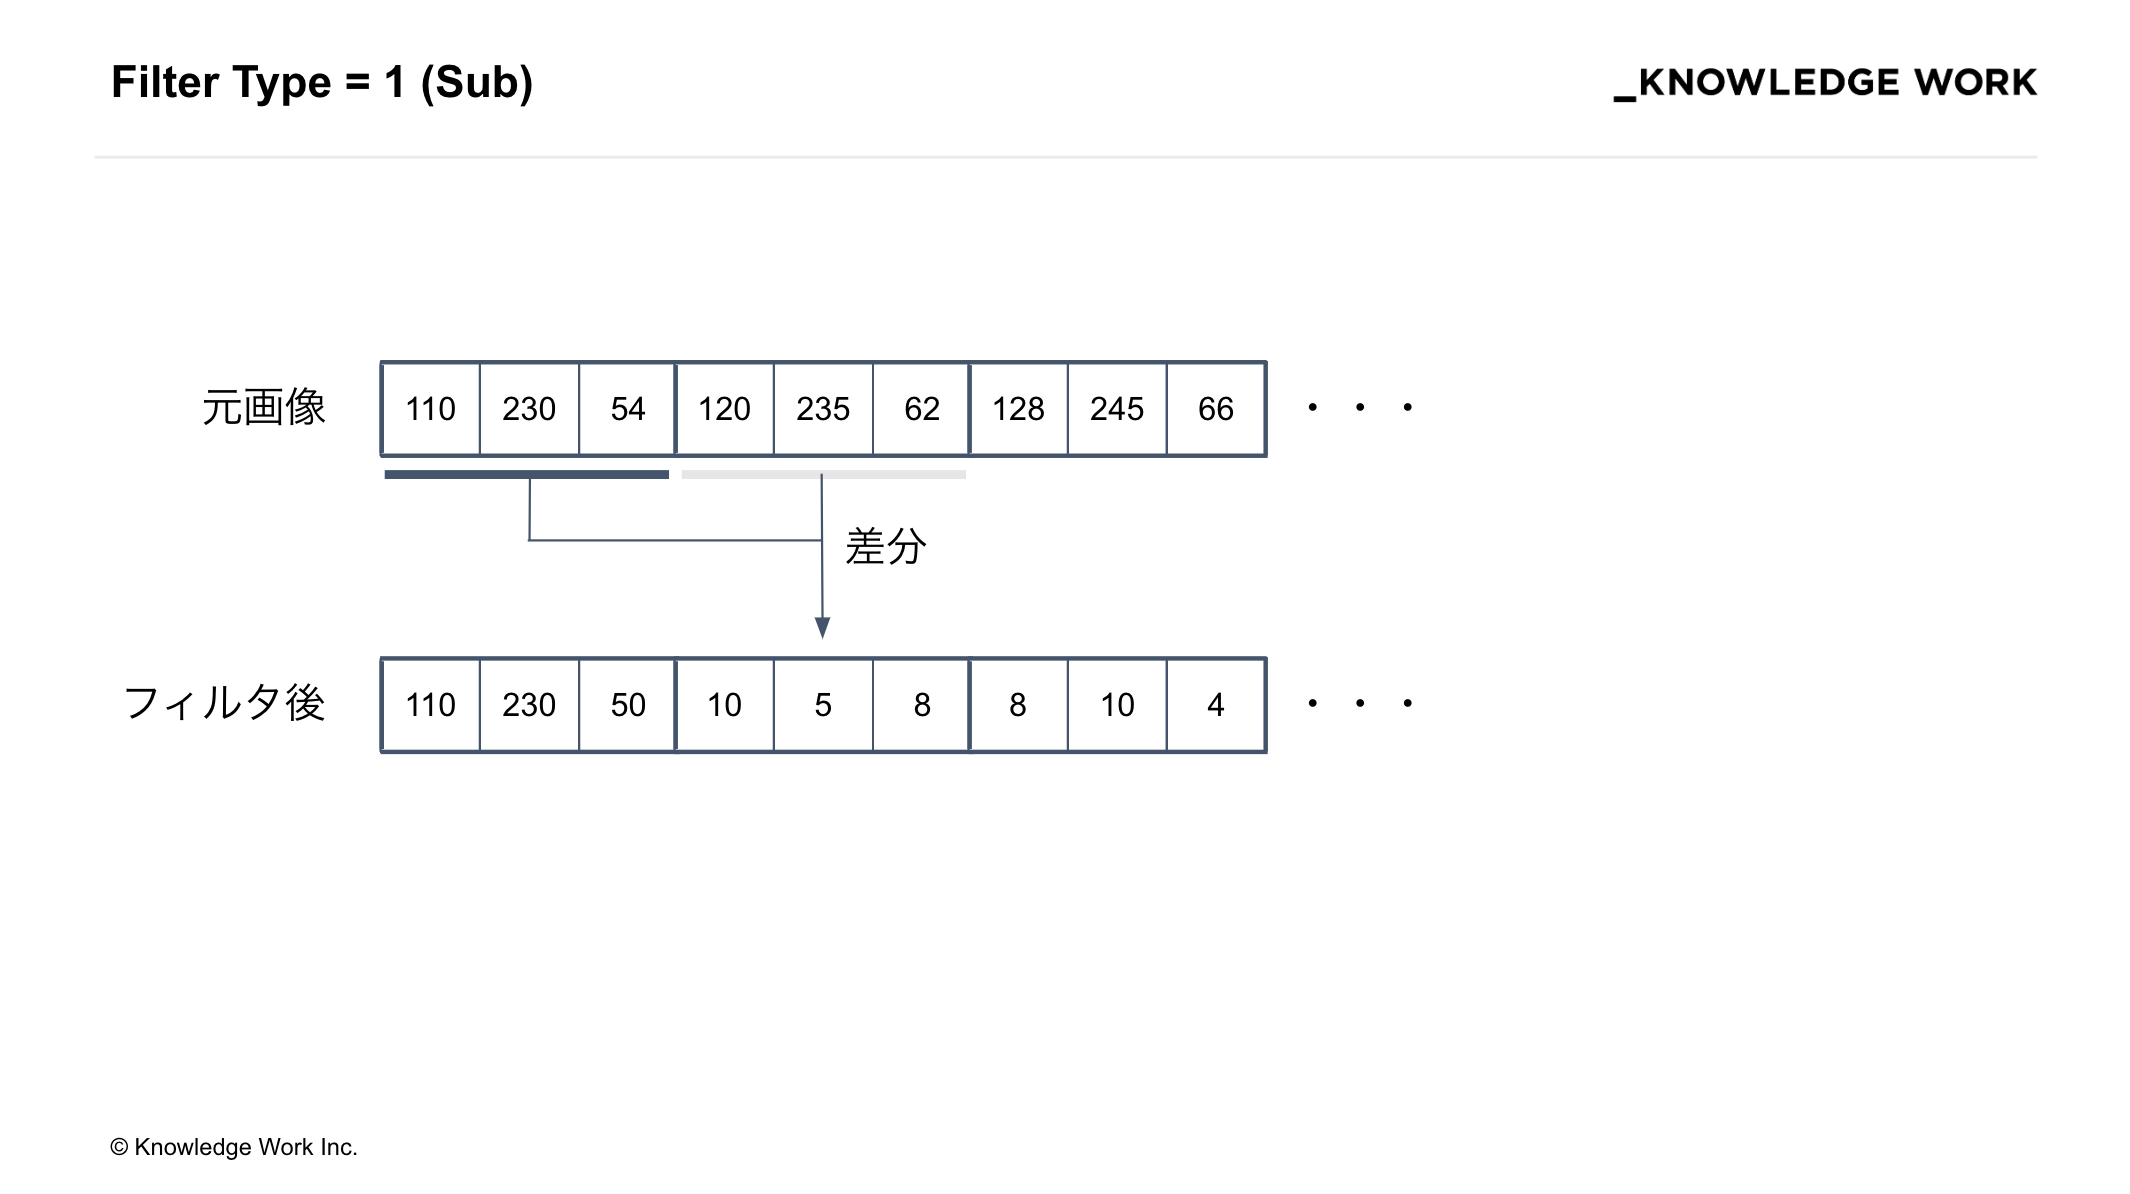 Filter Type = 1 (Sub)
_KNOWLEDGE WORK
元画像 110 230 54 120 235 62 128 245 66 ・・・
差分
フィルタ後 110 230 50 10 5 8 8 10 4 ・・・
© Knowledge Work Inc.